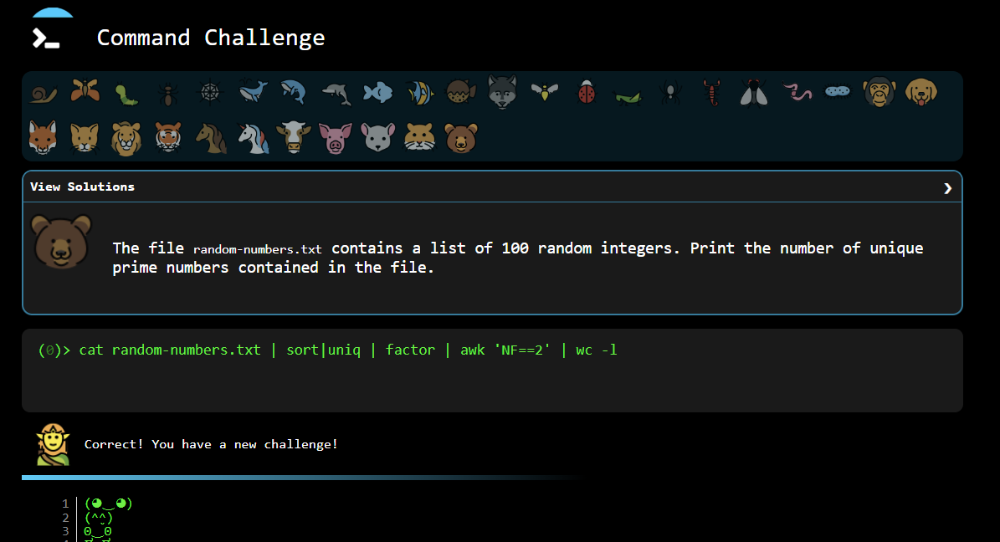 Command Challenge
View Solutions
The file random-numbers.txt contains a list of 100 random integers. Print the number of unique
prime numbers contained in the file.
(0)> cat random-numbers.txt | sort|uniq | factor | awk 'NF==2' | wc -l
Correct! You have a new challenge!
1 (◕‿◕)
2 (^̮^)
3 ʘ‿ʘ